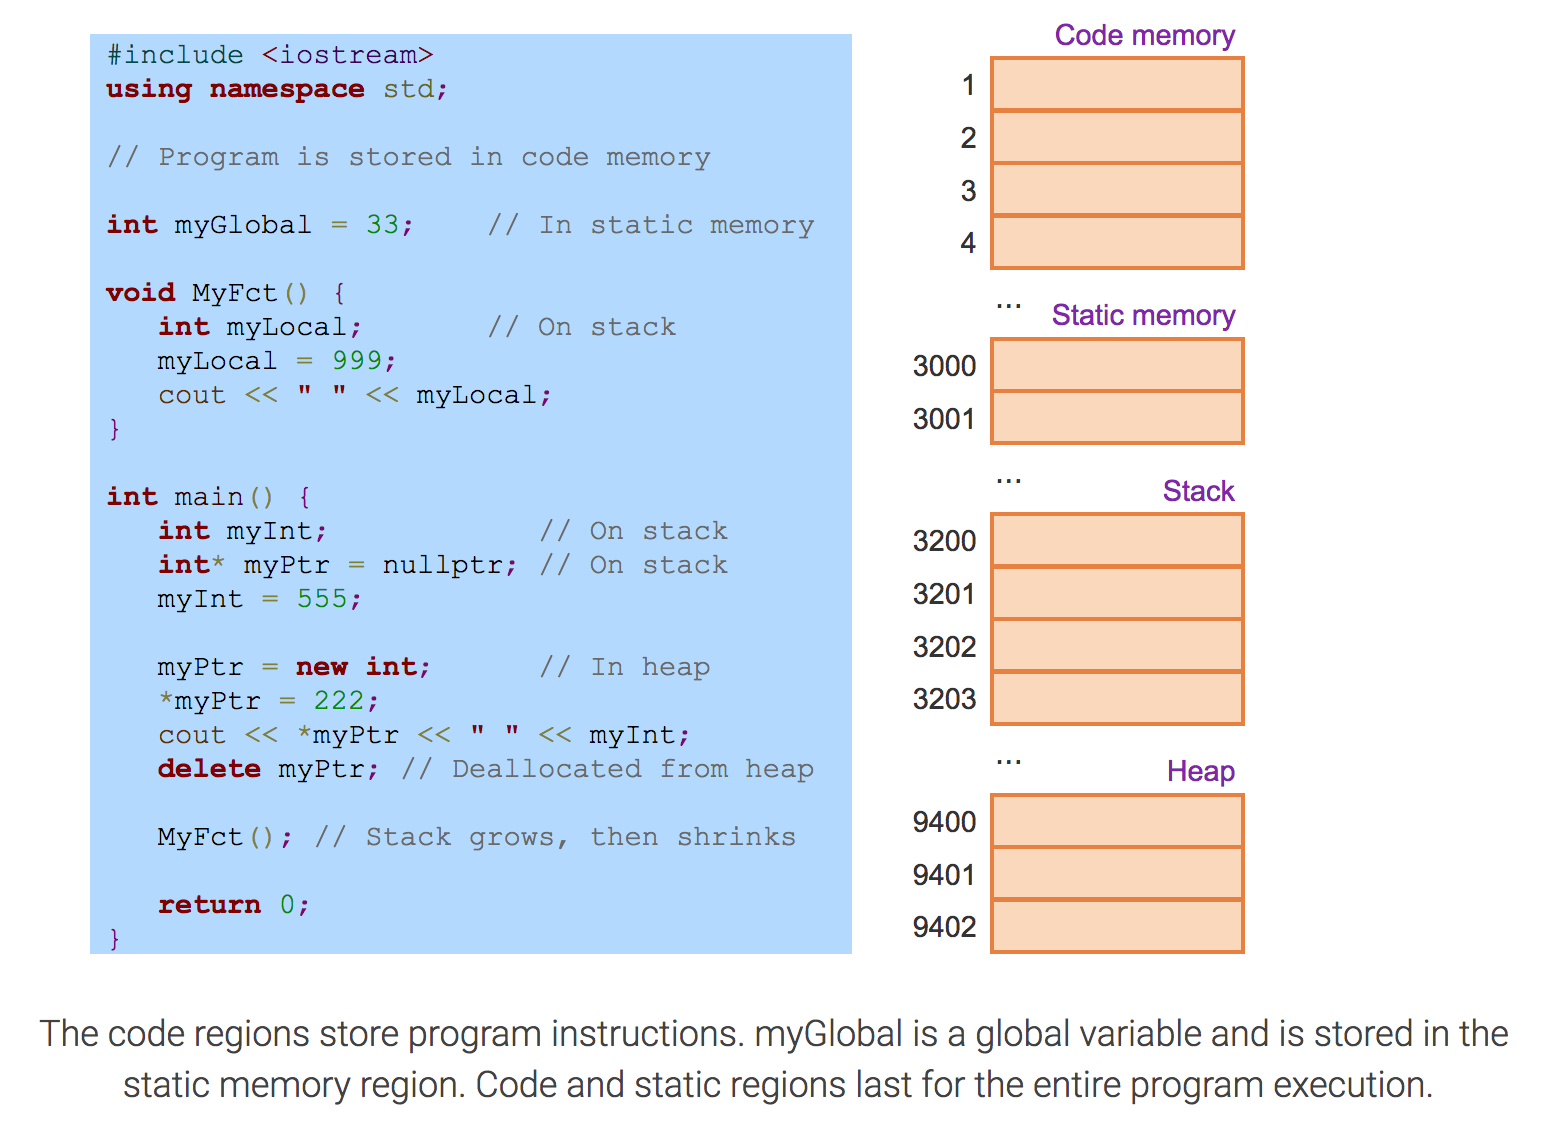 #include <iostream>
using namespace std;
// Program is stored in code memory
int myGlobal = 33;    // In static memory
void MyFct() {
   int myLocal;       // On stack
   myLocal = 999;
   cout << " " << myLocal;
}
int main() {
   int myInt;            // On stack
   int* myPtr = nullptr; // On stack
   myInt = 555;
   myPtr = new int;      // In heap
   *myPtr = 222;
   cout << *myPtr << " " << myInt;
   delete myPtr; // Deallocated from heap
   MyFct(); // Stack grows, then shrinks
   return 0;
}
Code memory
1
2
3
4
...
Static memory
3000
3001
...
Stack
3200
3201
3202
3203
...
Heap
9400
9401
9402
The code regions store program instructions. myGlobal is a global variable and is stored in the
static memory region. Code and static regions last for the entire program execution.